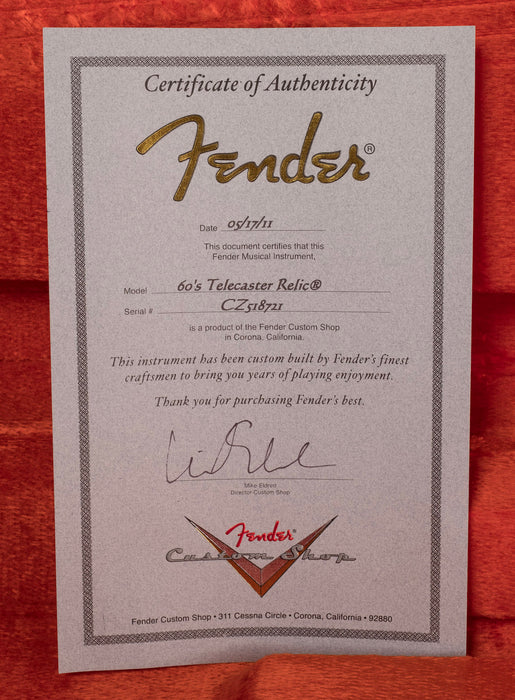 Certificate of Authenticity
Fender®
Date 05/17/11
This document certifies that this
Fender Musical Instrument,
Model 60's Telecaster Relic®
Serial # CZ518721
is a product of the Fender Custom Shop
in Corona, California.
This instrument has been custom built by Fender's finest
craftsmen to bring you years of playing enjoyment.
Thank you for purchasing Fender's best.
Mike Eldred
Director Custom Shop
Fender®
Custom Shop
Fender Custom Shop • 311 Cessna Circle • Corona, California • 92880